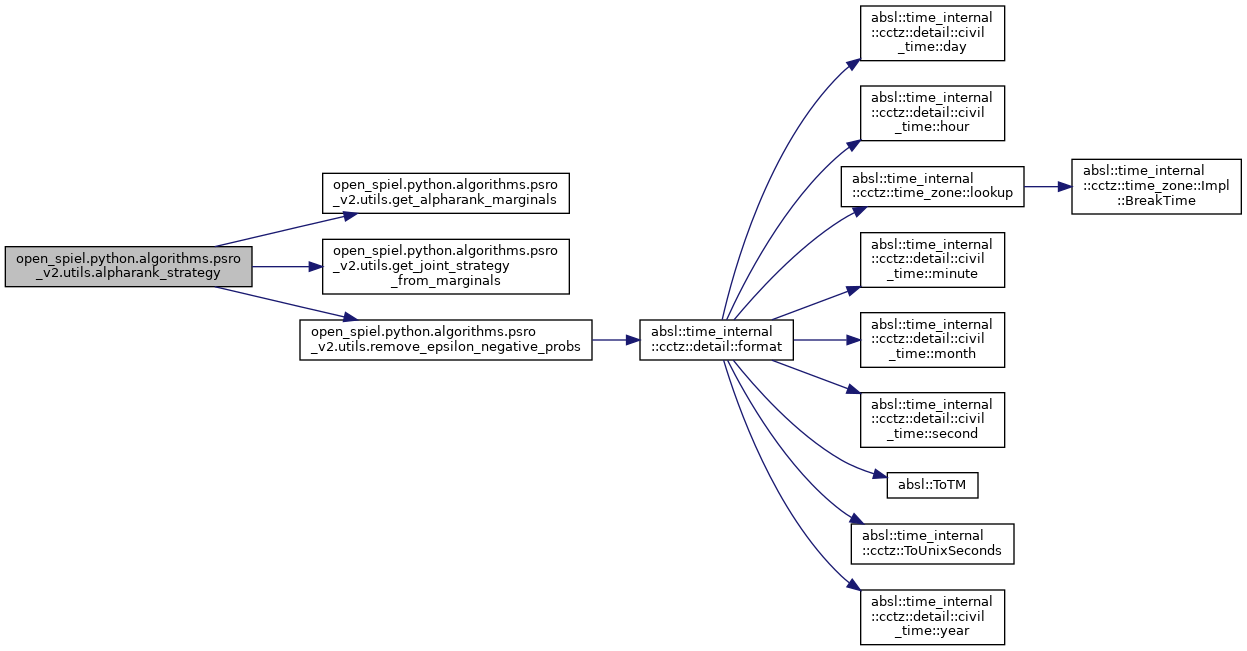 open_spiel.python.algorithms.psro
_v2.utils.alpharank_strategy
open_spiel.python.algorithms.psro
_v2.utils.get_alpharank_marginals
open_spiel.python.algorithms.psro
_v2.utils.get_joint_strategy
_from_marginals
open_spiel.python.algorithms.psro
_v2.utils.remove_epsilon_negative_probs
absl::time_internal
::cctz::detail::format
absl::time_internal
::cctz::detail::civil
_time::day
absl::time_internal
::cctz::detail::civil
_time::hour
absl::time_internal
::cctz::time_zone::lookup
absl::time_internal
::cctz::time_zone::Impl
::BreakTime
absl::time_internal
::cctz::detail::civil
_time::minute
absl::time_internal
::cctz::detail::civil
_time::month
absl::time_internal
::cctz::detail::civil
_time::second
absl::ToTM
absl::time_internal
::cctz::ToUnixSeconds
absl::time_internal
::cctz::detail::civil
_time::year